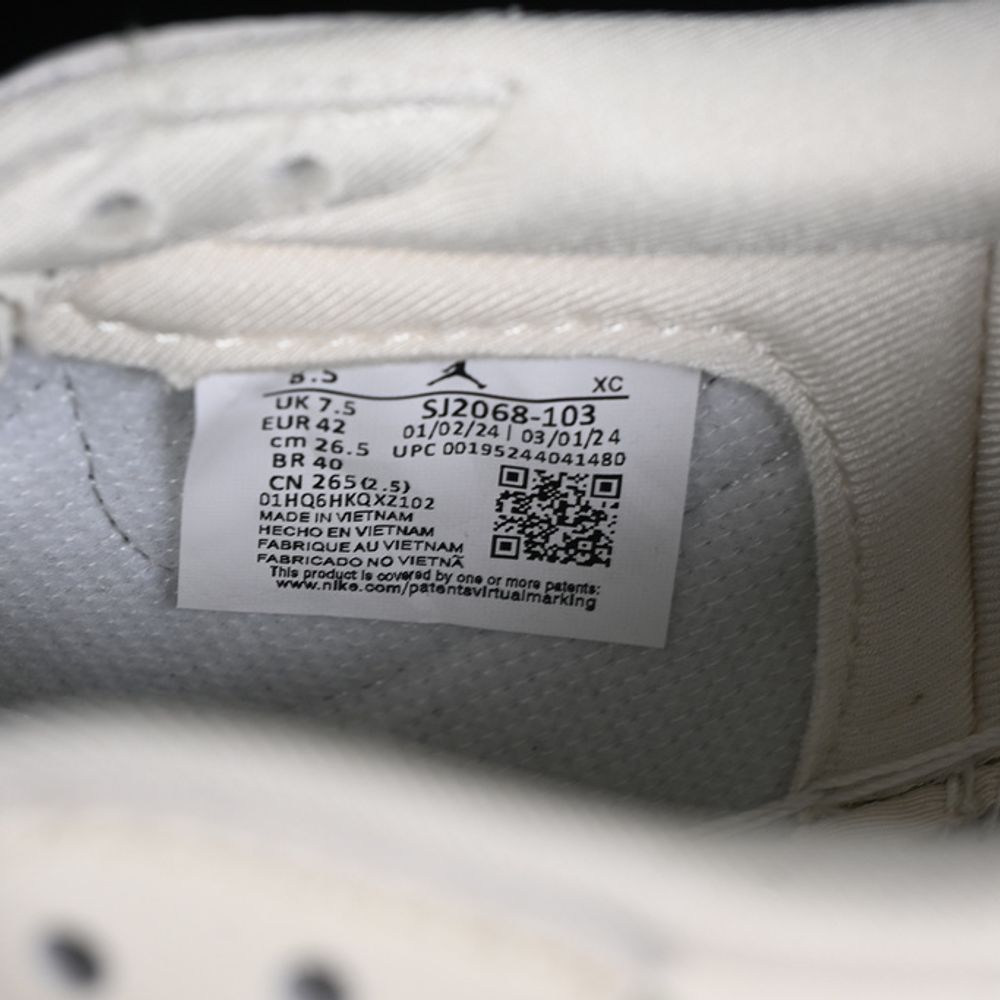 8.5
XC
UK 7.5
SJ2068-103
EUR 42
01/02/24 | 03/01/24
cm 26.5
UPC 00195244041480
BR 40
CN 265(2.5)
01HQ6HKQXZ102
MADE IN VIETNAM
HECHO EN VIETNAM
FABRIQUE AU VIETNAM
FABRICADO NO VIETNÃ
This product is covered by one or more patents:
www.nike.com/patentsvirtualmarking